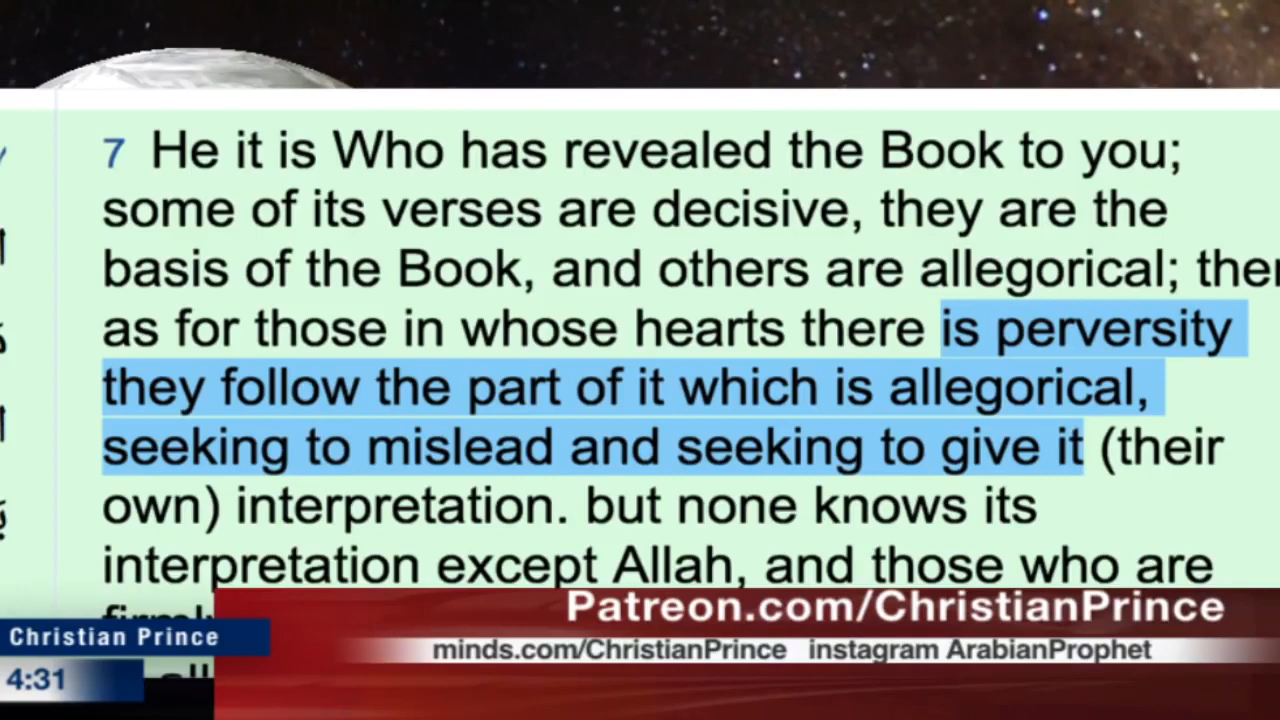 7 He it is Who has revealed the Book to you;
some of its verses are decisive, they are the
basis of the Book, and others are allegorical;
as for those in whose hearts there is perversity
they follow the part of it which is allegorical,
seeking to mislead and seeking to give it (their
own) interpretation. but none knows its
interpretation except Allah, and those who are
Patreon.com/ChristianPrince
Christian Prince
minds.com/ChristianPrince instagram ArabianProphet
4:31